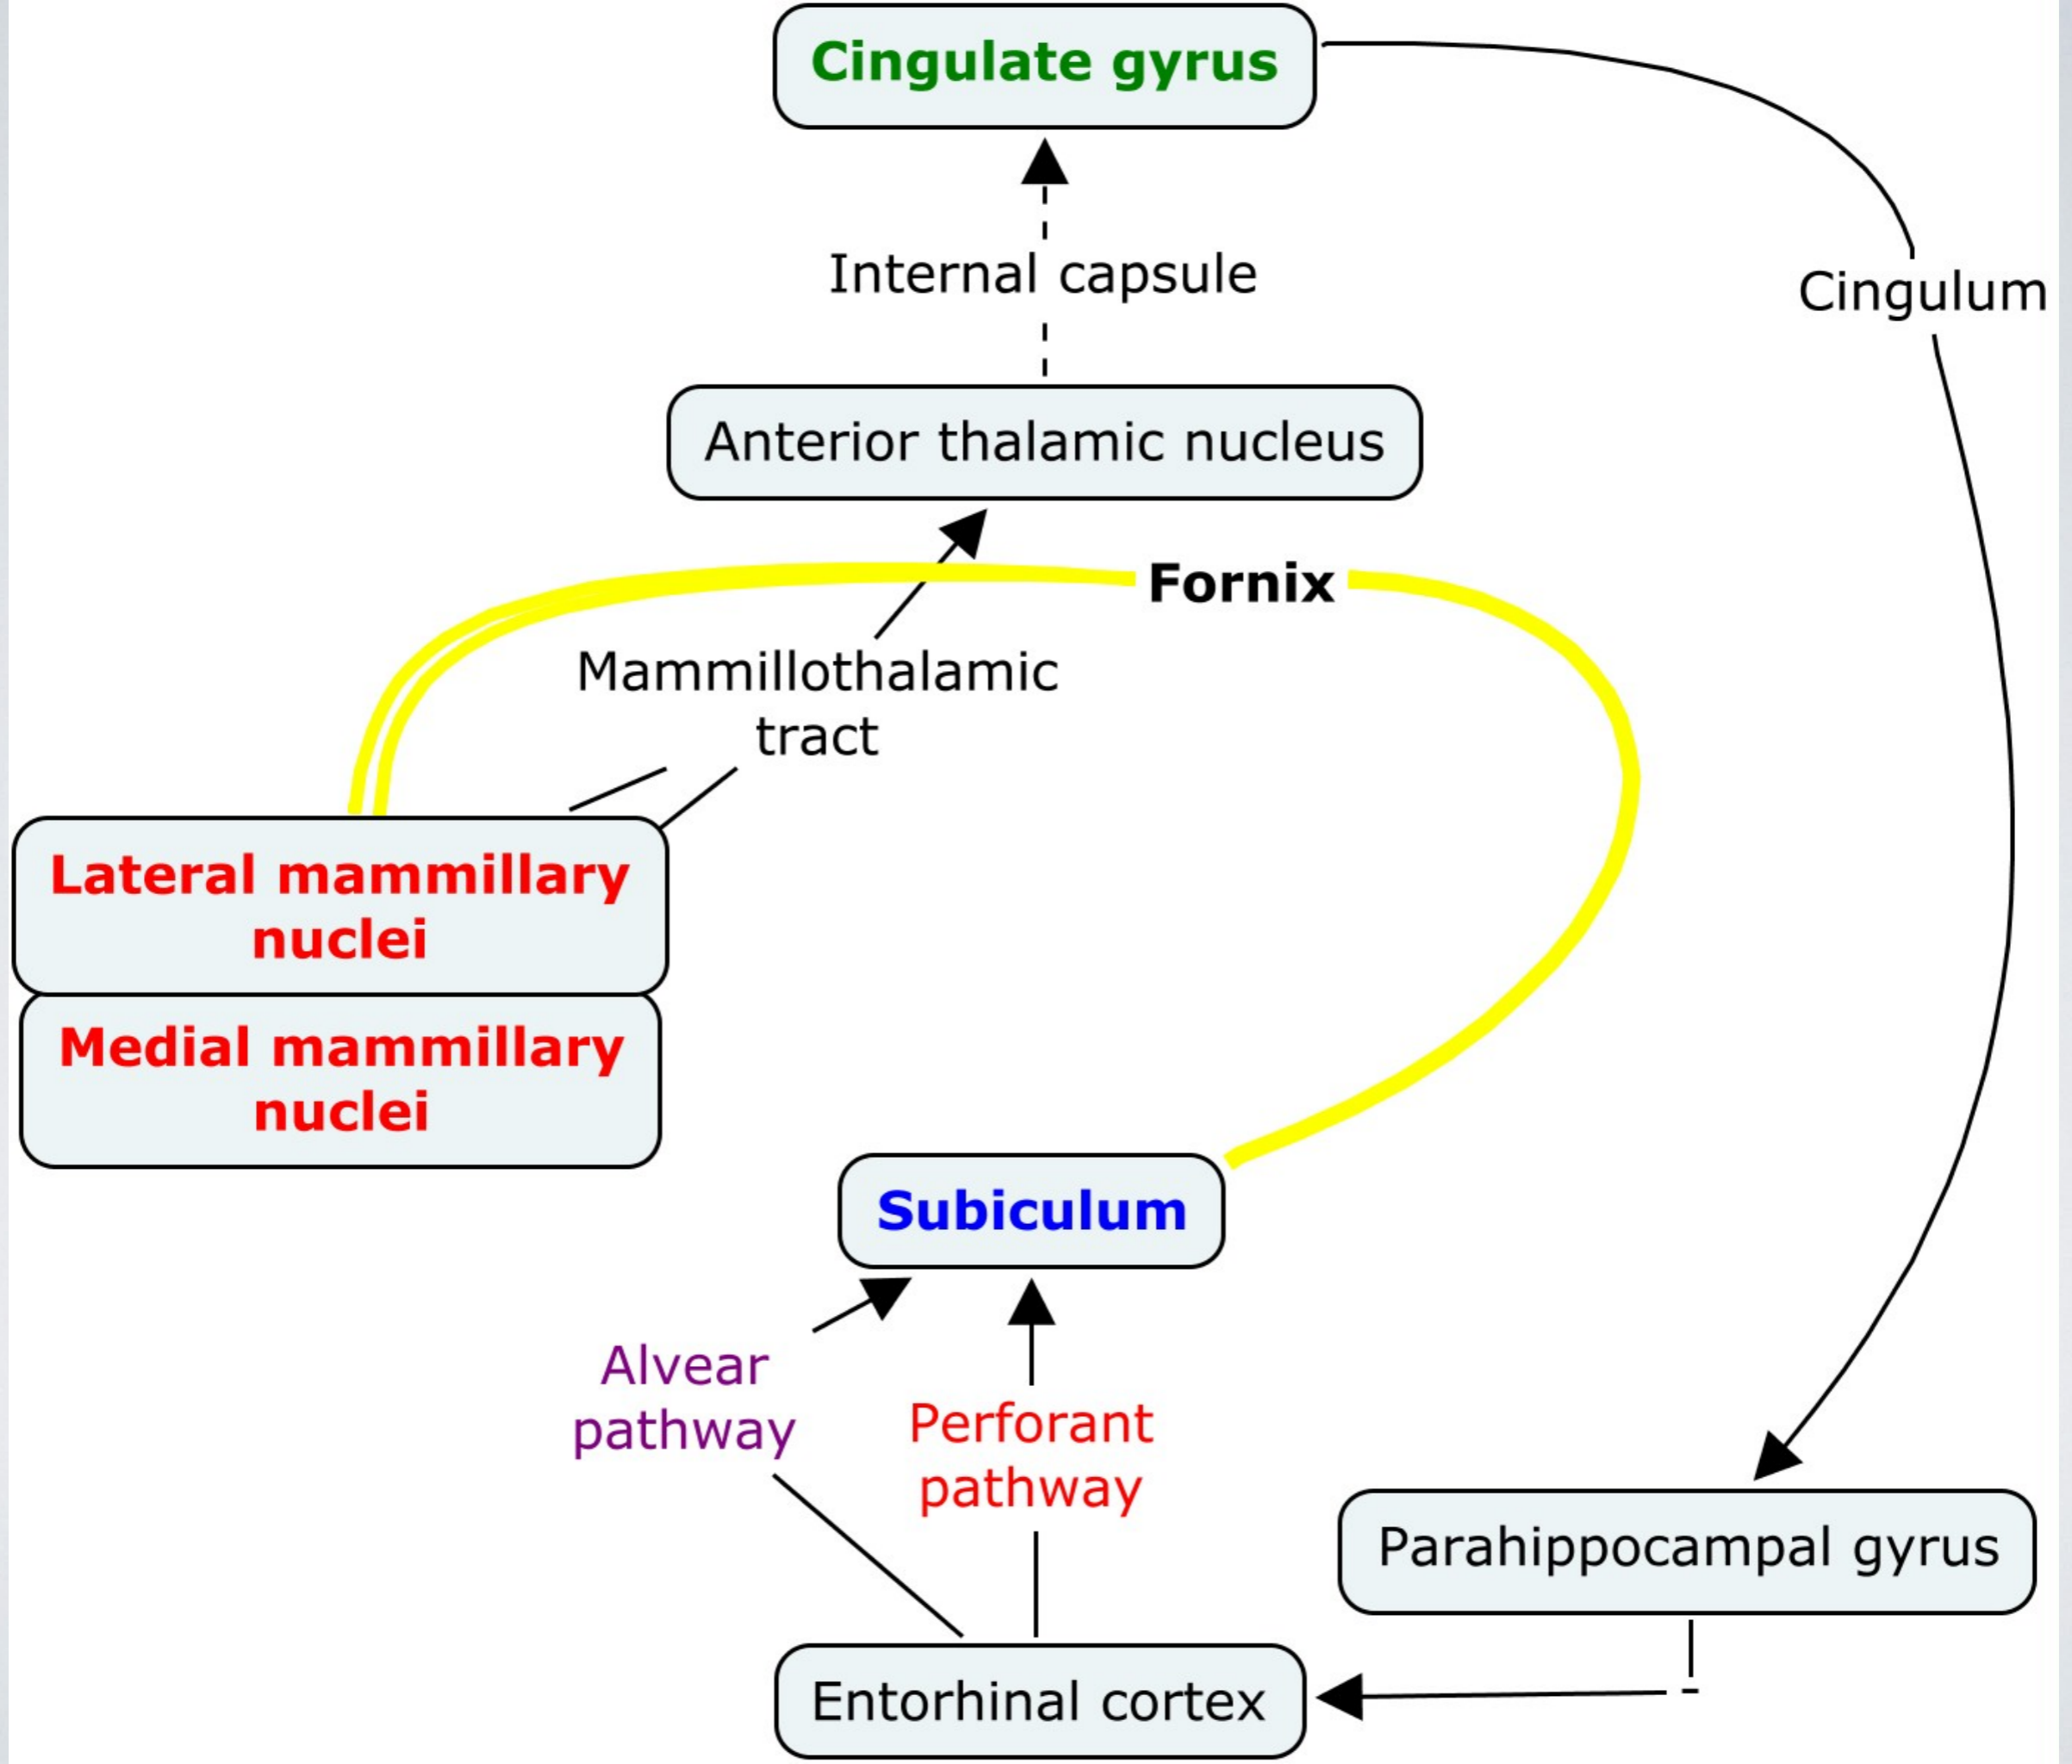 Cingulate gyrus
Internal capsule
Cingulum
Anterior thalamic nucleus
Fornix
Mammillothalamic
tract
Lateral mammillary
nuclei
Medial mammillary
nuclei
Subiculum
Alvear
pathway
Perforant
pathway
Parahippocampal gyrus
Entorhinal cortex